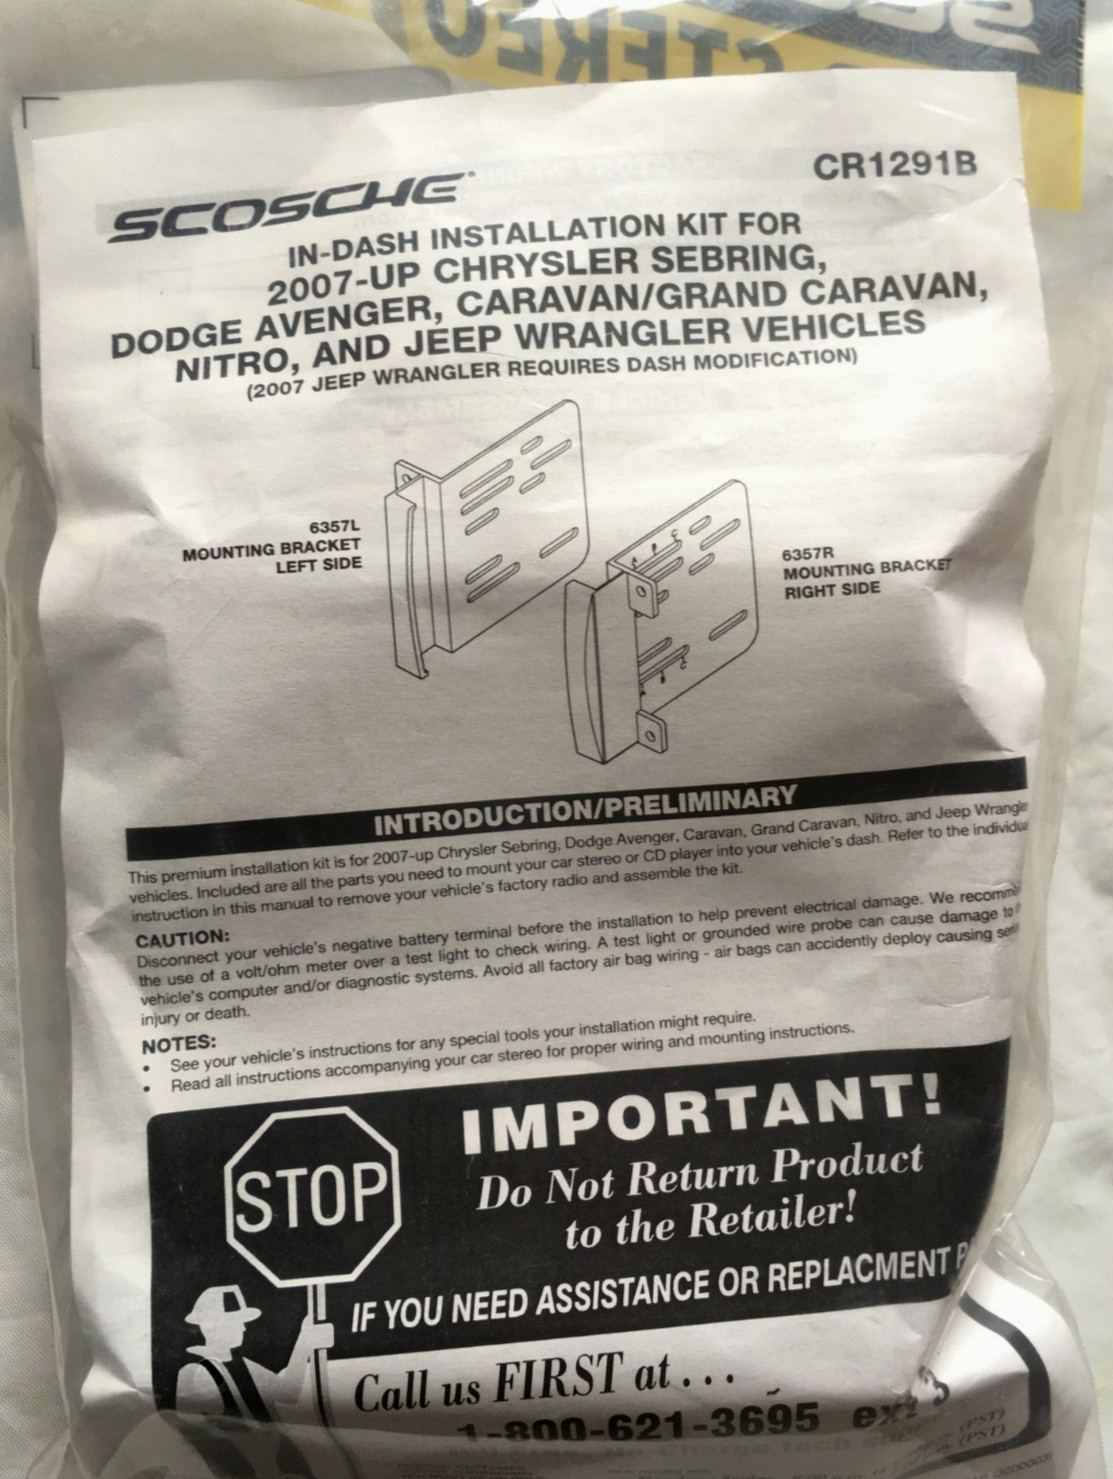 STEREO
SCOSCHE
CR1291B
IN-DASH INSTALLATION KIT FOR
2007-UP CHRYSLER SEBRING,
DODGE AVENGER, CARAVAN/GRAND CARAVAN,
NITRO, AND JEEP WRANGLER VEHICLES
(2007 JEEP WRANGLER REQUIRES DASH MODIFICATION)
6357L
MOUNTING BRACKET
LEFT SIDE
6357R
MOUNTING BRACKET
RIGHT SIDE
A B C
A B C
INTRODUCTION/PRELIMINARY
This premium installation kit is for 2007-up Chrysler Sebring, Dodge Avenger, Caravan, Grand Caravan, Nitro, and Jeep Wrangler
vehicles. Included are all the parts you need to mount your car stereo or CD player into your vehicle's dash. Refer to the individual
instruction in this manual to remove your vehicle's factory radio and assemble the kit.
CAUTION:
Disconnect your vehicle's negative battery terminal before the installation to help prevent electrical damage. We recomme
the use of a volt/ohm meter over a test light to check wiring. A test light or grounded wire probe can cause damage to
vehicle's computer and/or diagnostic systems. Avoid all factory air bag wiring - air bags can accidently deploy causing
injury or death.
NOTES:
• See your vehicle's instructions for any special tools your installation might require.
• Read all instructions accompanying your car stereo for proper wiring and mounting instructions.
STOP
IMPORTANT!
Do Not Return Product
to the Retailer!
IF YOU NEED ASSISTANCE OR REPLACMENT
Call us FIRST at...
1-800-621-3695 ext 3
(PST)
(PST)